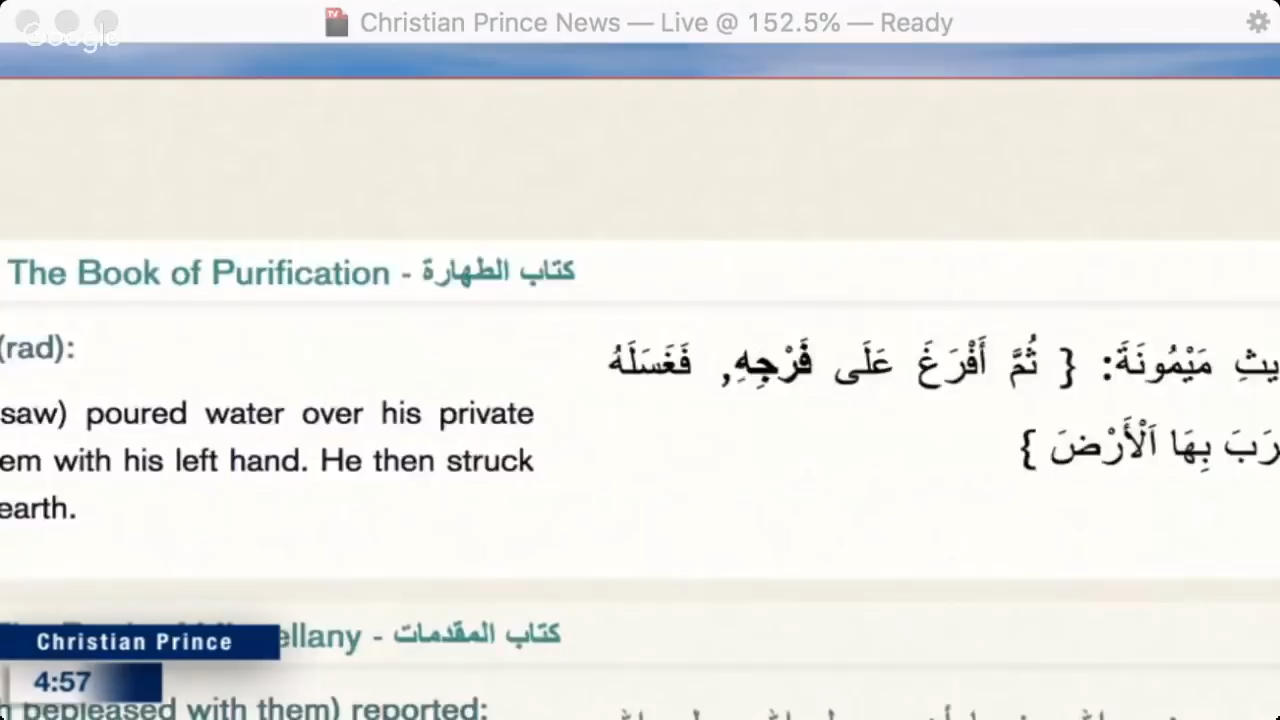 Google
Christian Prince News — Live @ 152.5% — Ready
The Book of Purification - كتاب الطهارة
(rad):
saw) poured water over his private
em with his left hand. He then struck
earth.
يثِ مَيْمُونَةَ: { ثُمَّ أَفْرَغَ عَلَى فَرْجِهِ, فَغَسَلَهُ
رَبَ بِهَا اَلْأَرْضَ }
ellany - كتاب المقدمات
Christian Prince
4:57
h bepleased with them) reported: